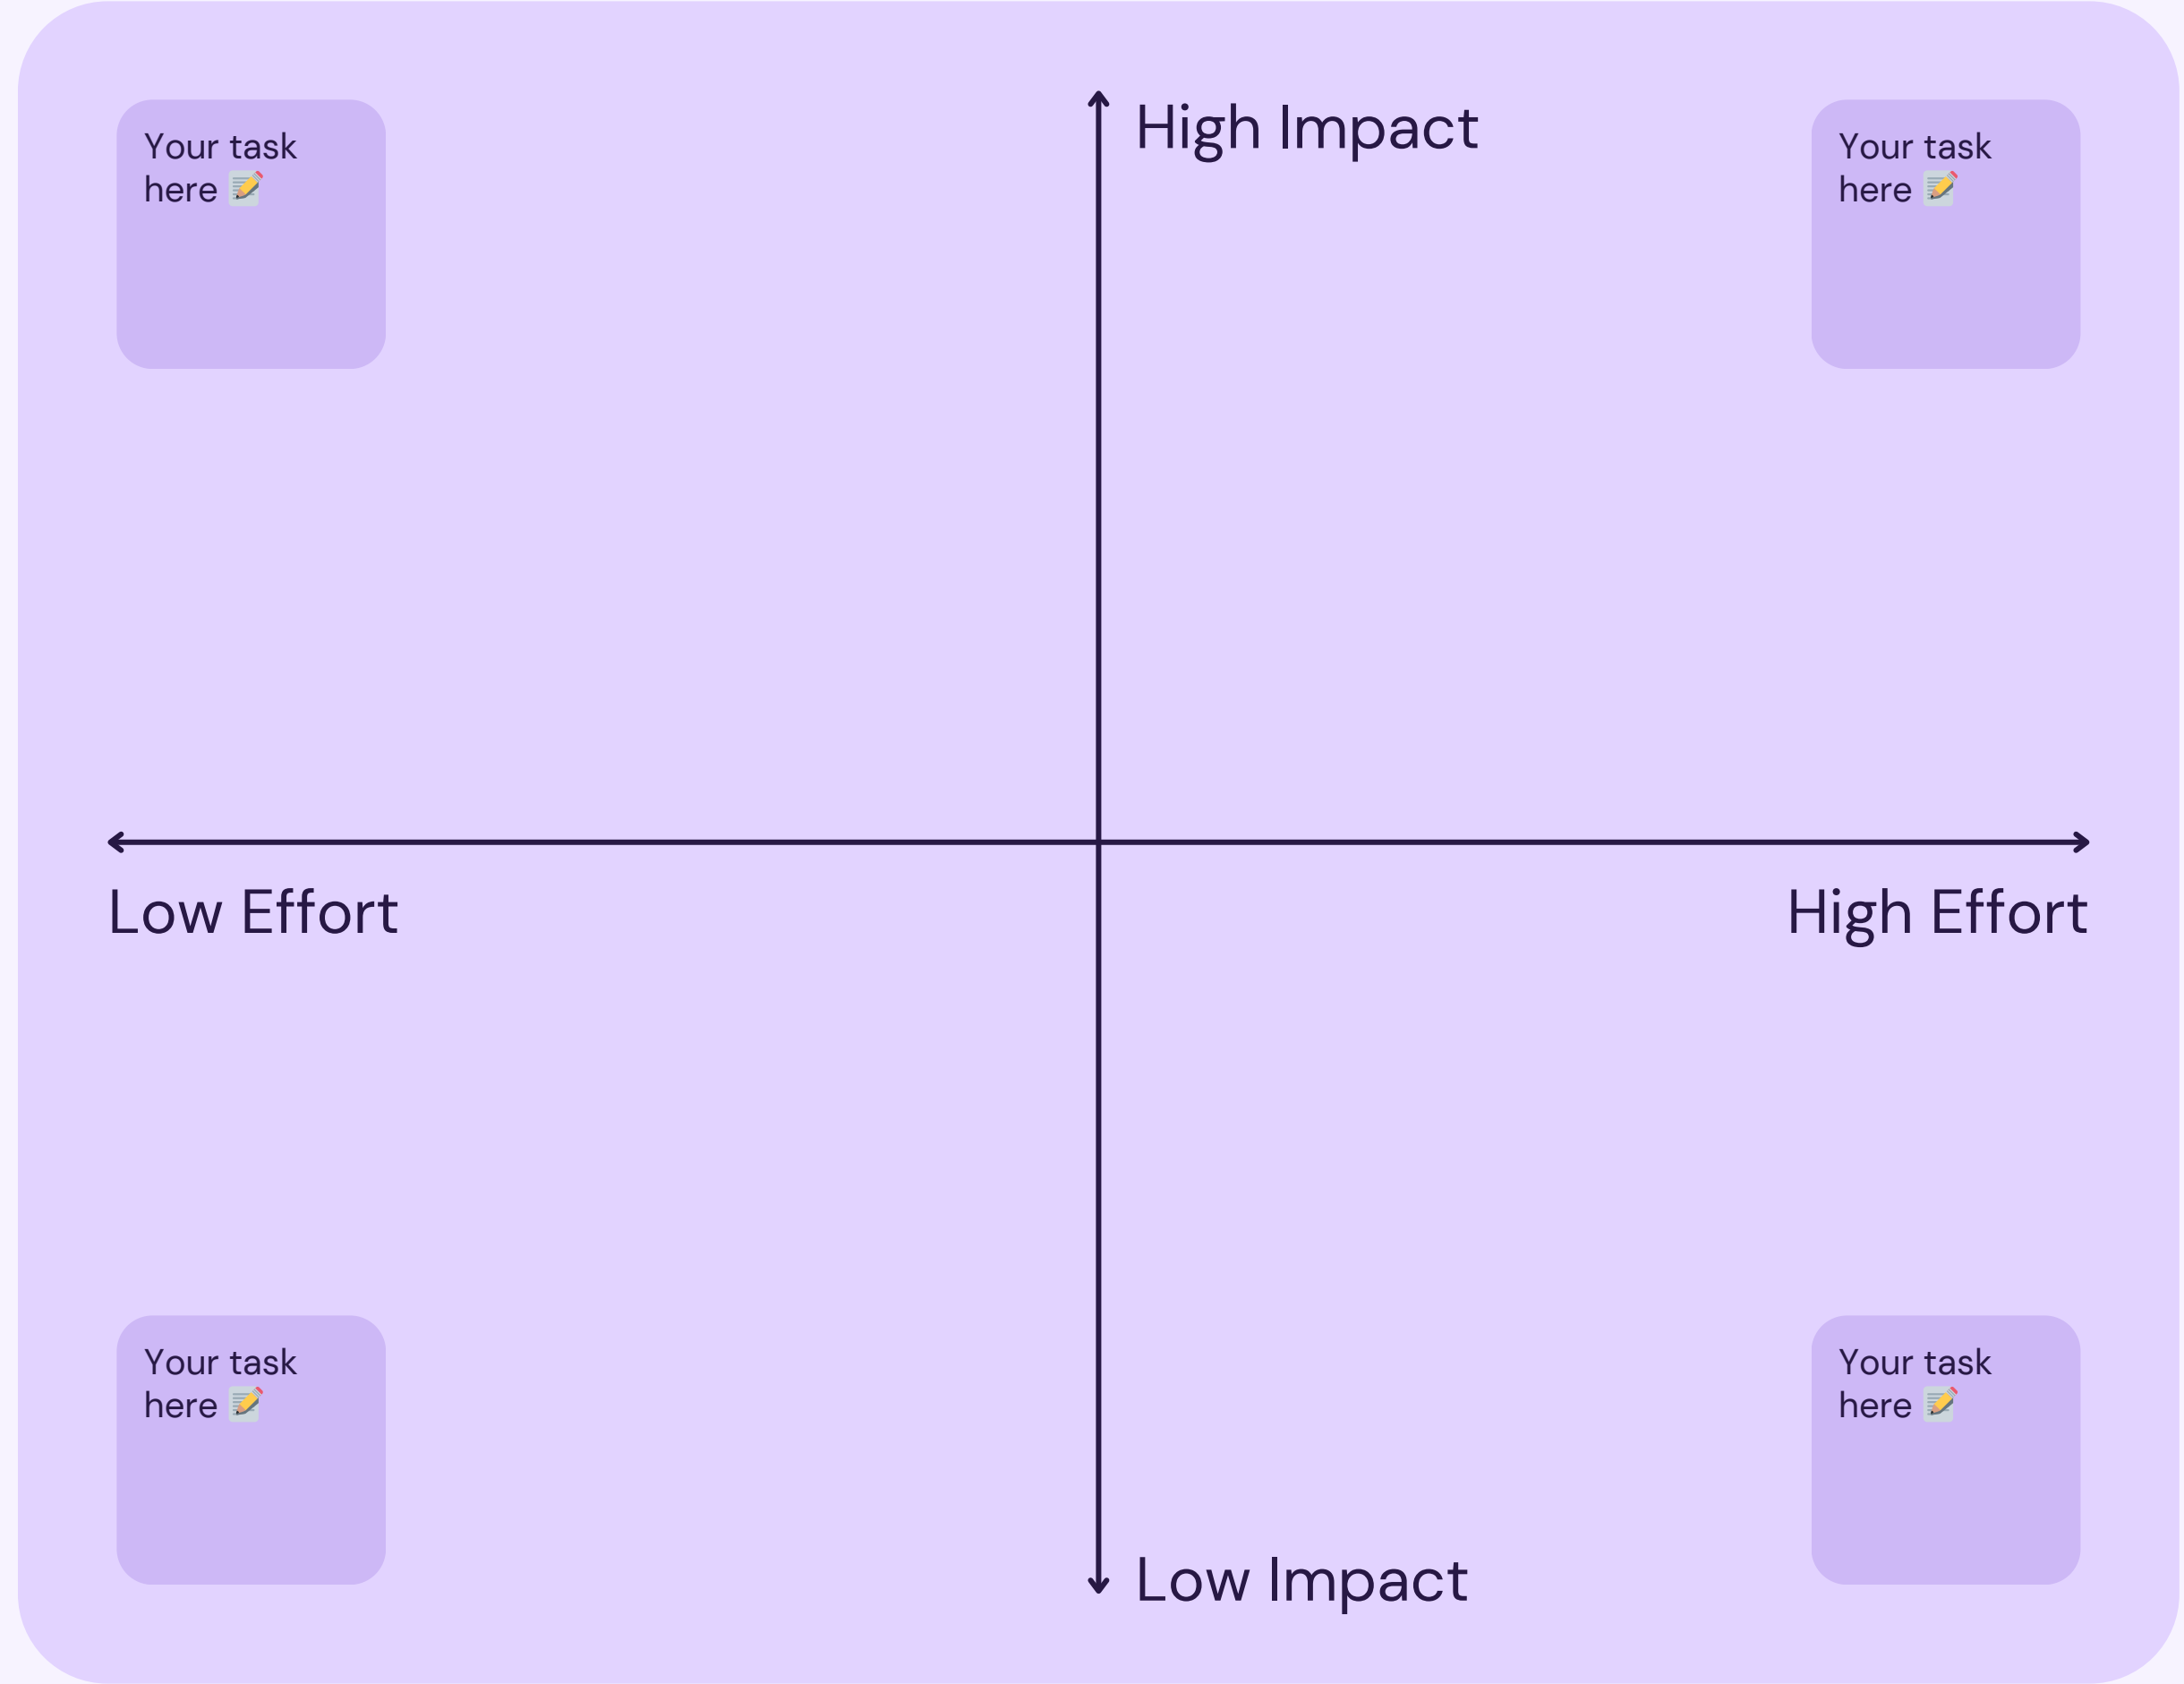 Your task
here 📝
High Impact
Your task
here 📝
Low Effort
High Effort
Your task
here 📝
Your task
here 📝
Low Impact